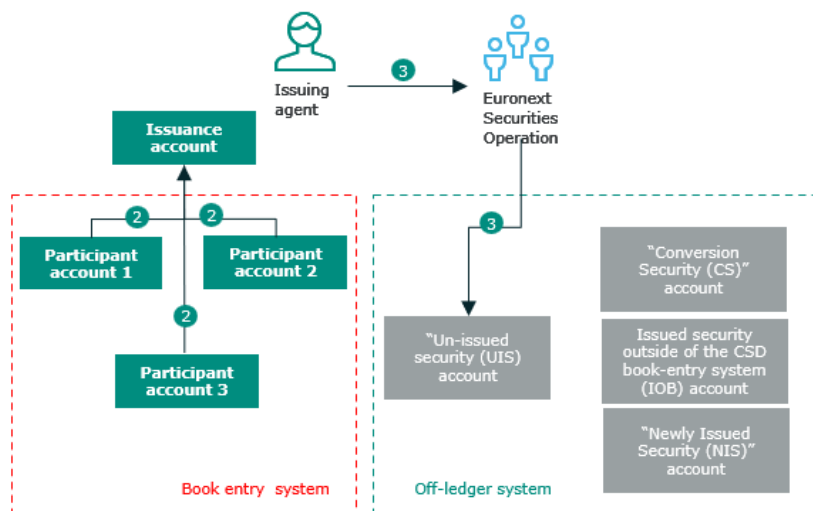 3
Issuing
agent
Euronext
Securities
Operation
Issuance
account
2
2
Participant
account 1
Participant
account 2
2
Participant
account 3
Book entry system
3
"Un-issued
security (UIS)
account
"Conversion
Security (CS)"
account
Issued security
outside of the CSD
book-entry system
(IOB) account
"Newly Issued
Security (NIS)"
account
Off-ledger system